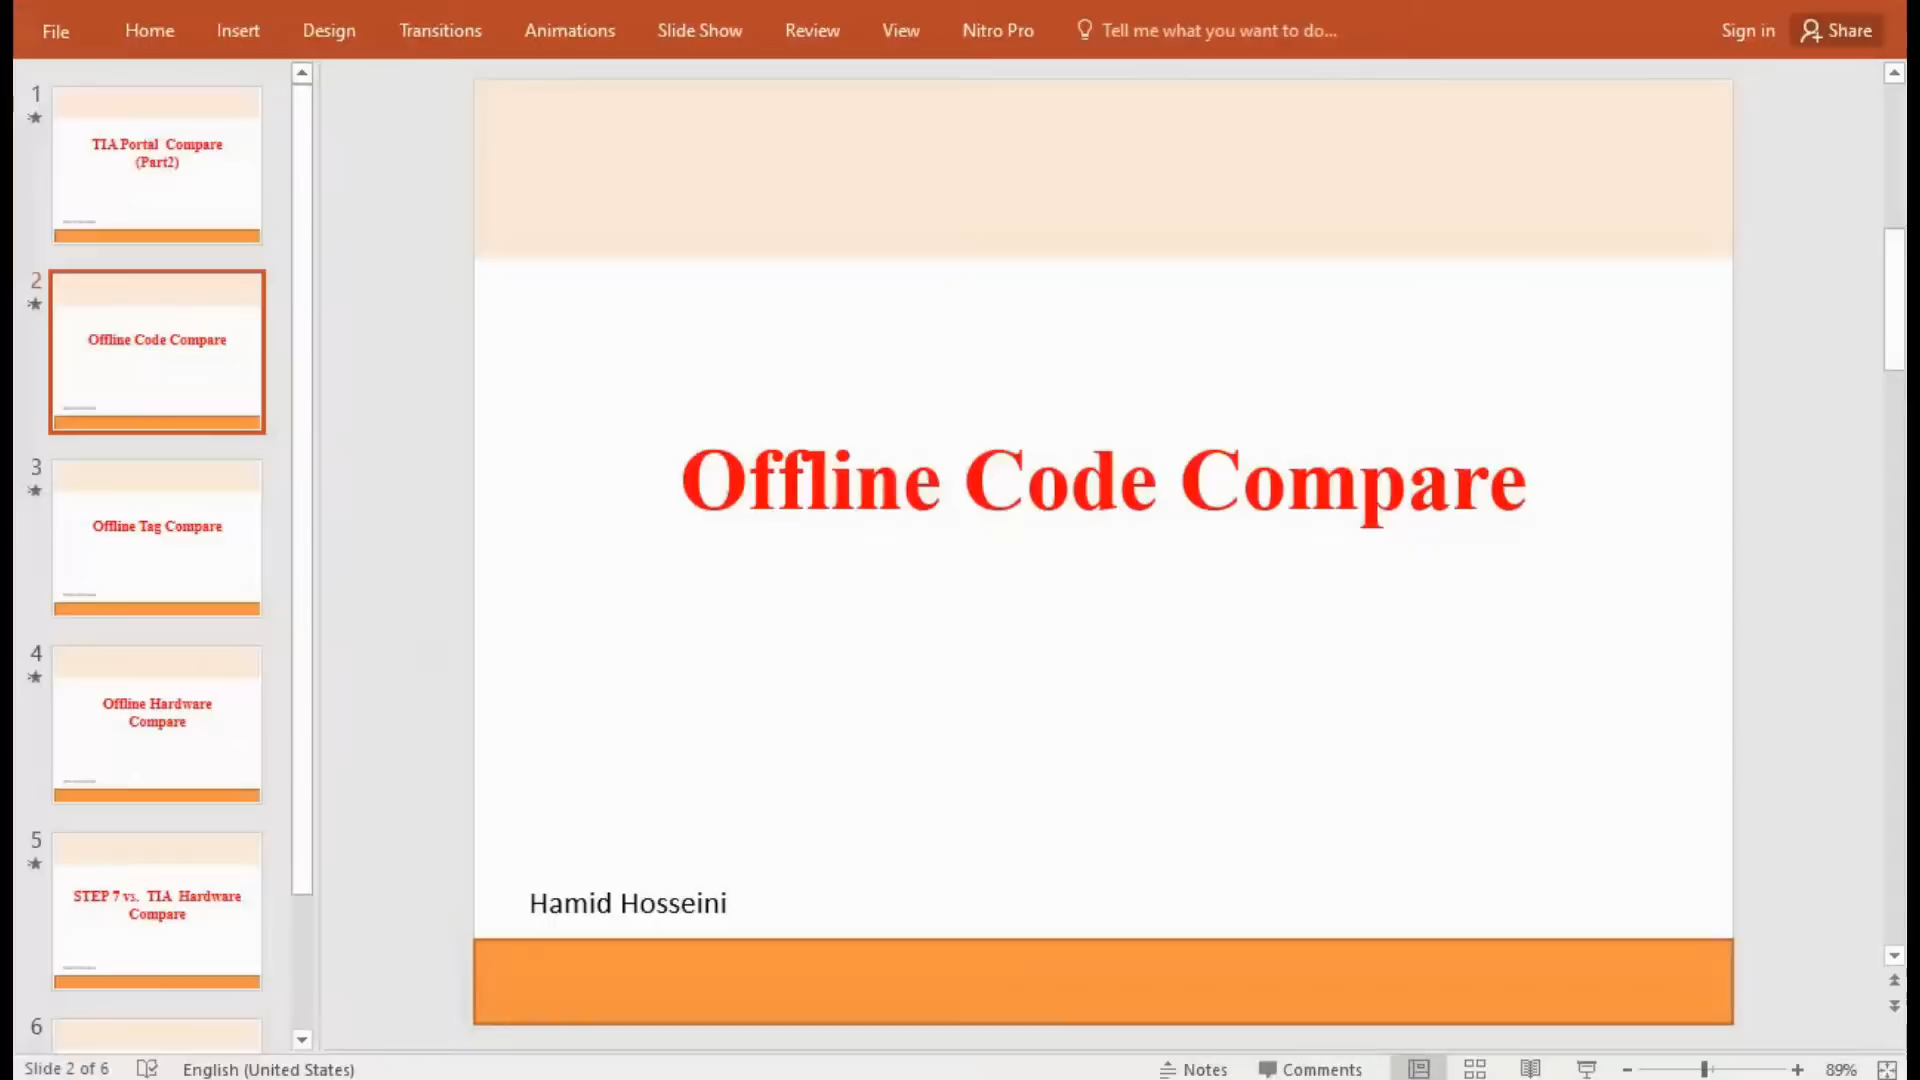 File Home Insert Design Transitions Animations Slide Show Review View Nitro Pro Tell me what you want to do... Sign in Share
1
TIA Portal Compare
(Part2)
2
Offline Code Compare
3
Offline Tag Compare
4
Offline Hardware
Compare
5
STEP 7 vs. TIA Hardware
Compare
6
Offline Code Compare
Hamid Hosseini
Slide 2 of 6 English (United States) Notes Comments 89%